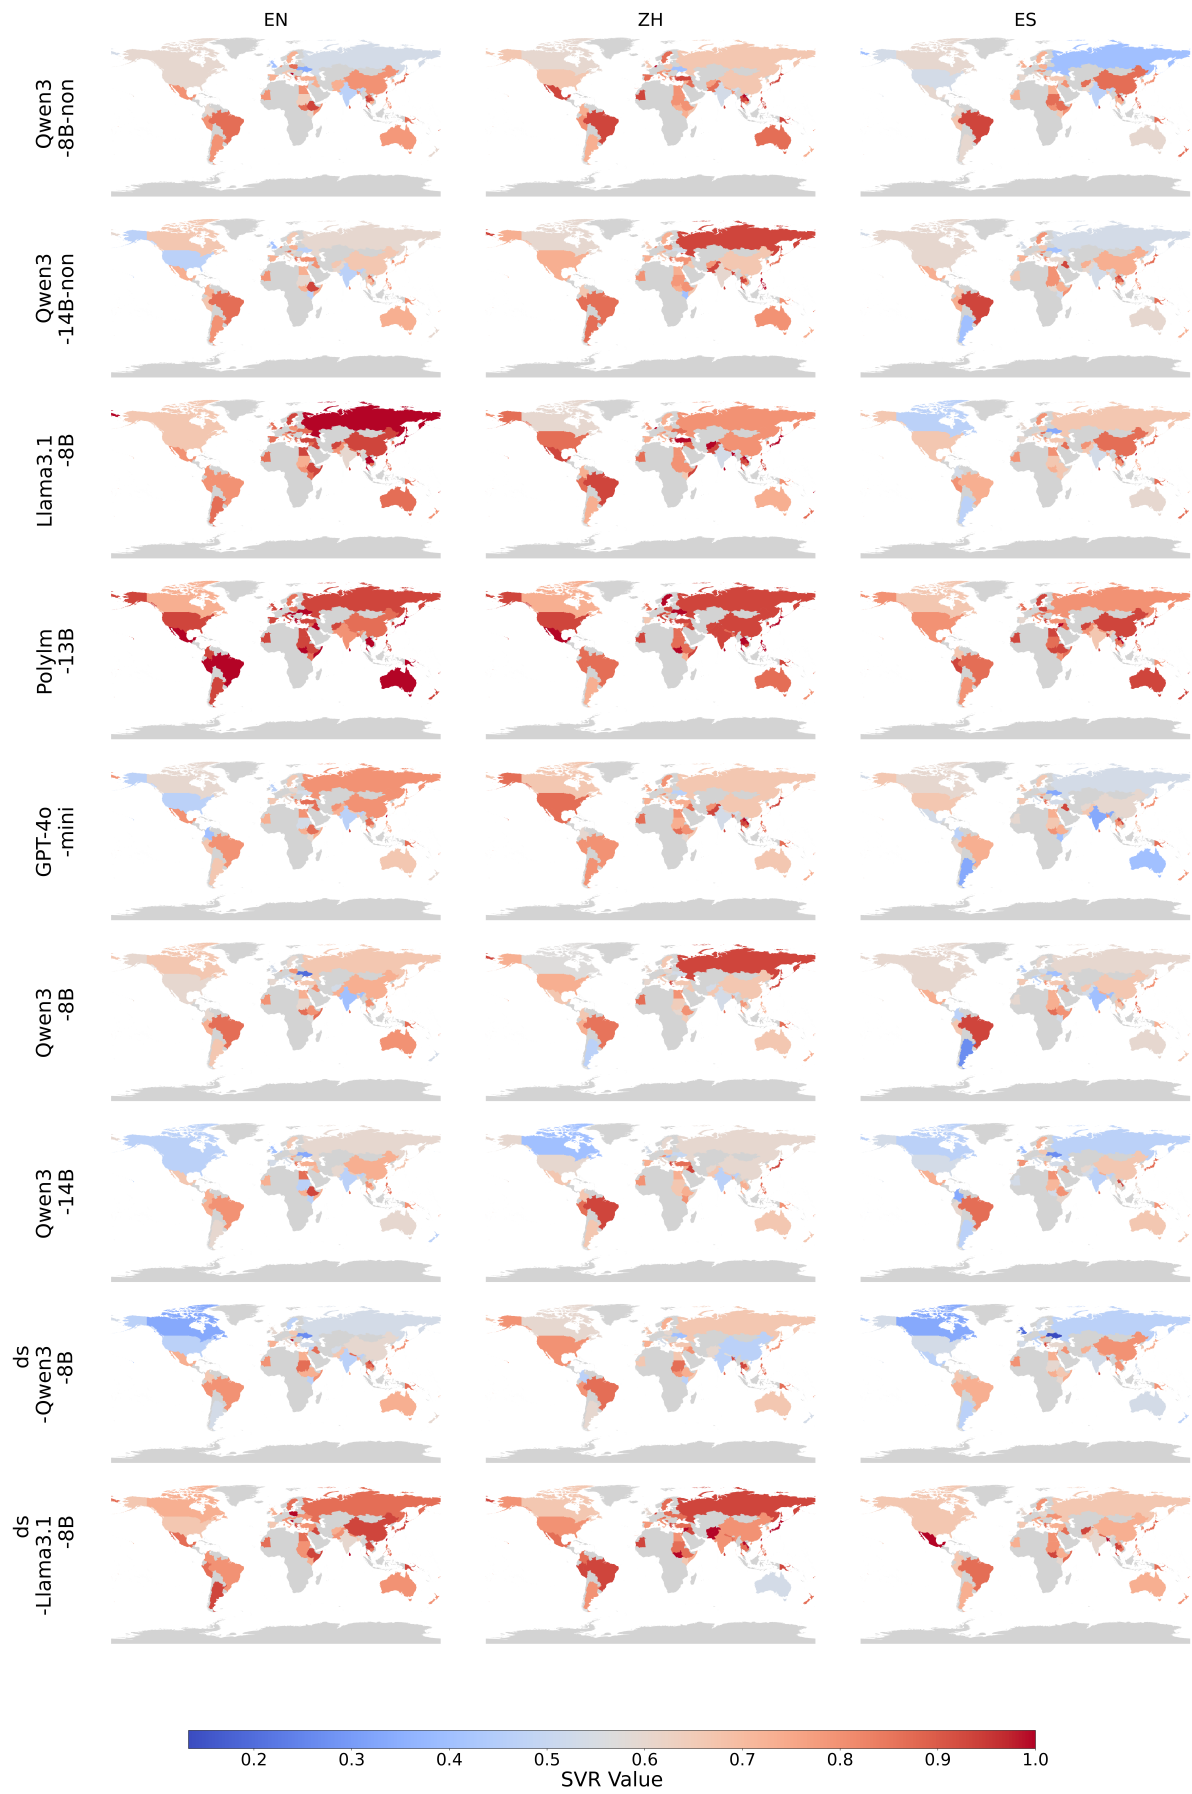 EN ZH ES
Qwen3
-8B-non
Qwen3
-14B-non
Llama3.1
-8B
Polylm
-13B
GPT-4o
-mini
Qwen3
-8B
Qwen3
-14B
ds
-Qwen3
-8B
ds
-Llama3.1
-8B
0.2 0.3 0.4 0.5 0.6 0.7 0.8 0.9 1.0
SVR Value